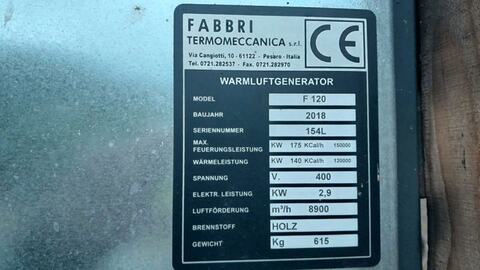 FABBRI
TERMOMECCANICA s.r.l.
Via Cangiotti, 10 - 61122 - Pesaro - Italia
Tel. 0721.282537 - Fax. 0721.282970
CE
WARMLUFTGENERATOR
MODEL F 120
BAUJAHR 2018
SERIENNUMMER 154L
MAX.
FEUERUNGSLEISTUNG KW 175 KCal/h 150000
WÄRMELEISTUNG KW 140 KCal/h 120000
SPANNUNG V. 400
ELEKTR. LEISTUNG KW 2,9
LUFTFÖRDERUNG m³/h 8900
BRENNSTOFF HOLZ
GEWICHT Kg 615